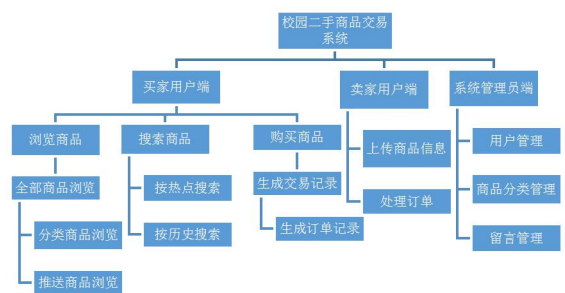 校园二手商品交易
系统
买家用户端
卖家用户端
系统管理员端
浏览商品
搜索商品
购买商品
上传商品信息
用户管理
全部商品浏览
按热点搜索
生成交易记录
处理订单
商品分类管理
分类商品浏览
按历史搜索
生成订单记录
留言管理
推送商品浏览